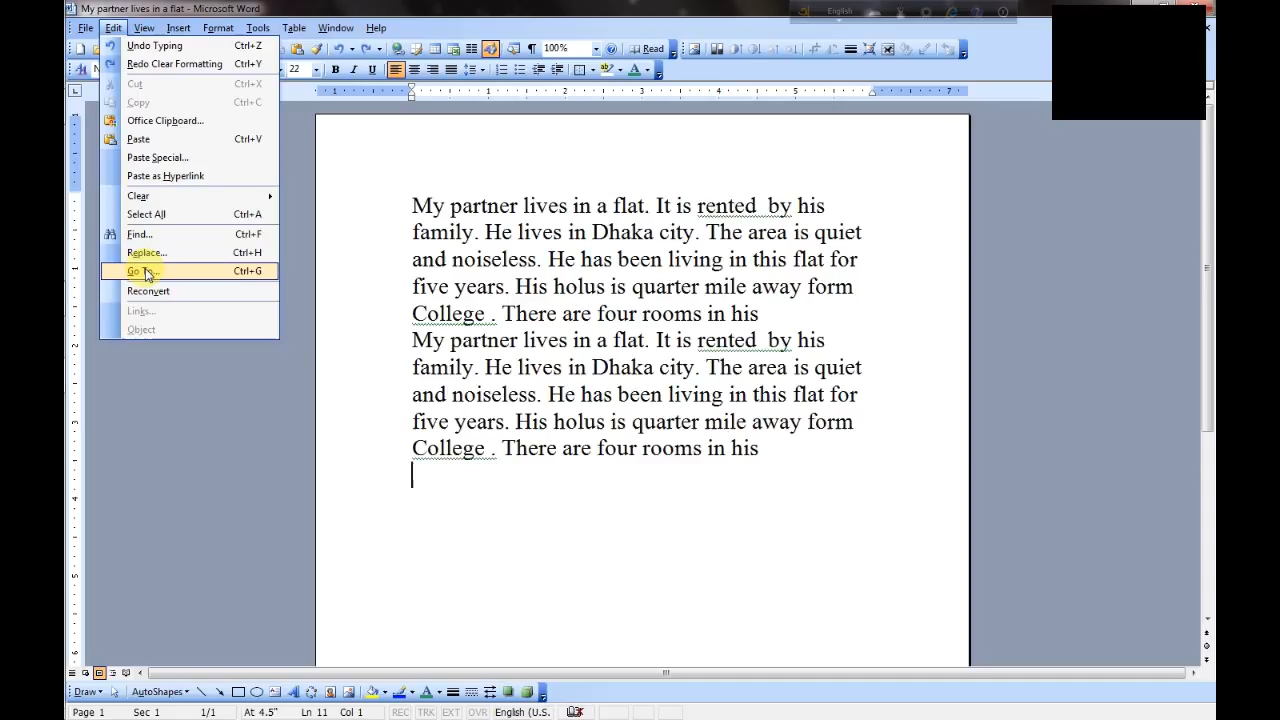 My partner lives in a flat - Microsoft Word
English
File Edit View Insert Format Tools Table Window Help
Undo Typing Ctrl+Z
100% Read
Redo Clear Formatting Ctrl+Y
22 B I U
Cut Ctrl+X
Copy Ctrl+C
1 1 2 3 4 5 7
Office Clipboard...
Paste Ctrl+V
Paste Special...
Paste as Hyperlink
Clear
Select All Ctrl+A
Find... Ctrl+F
Replace... Ctrl+H
Go Ctrl+G
Reconvert
Links...
Object
My partner lives in a flat. It is rented  by his
family. He lives in Dhaka city. The area is quiet
and noiseless. He has been living in this flat for
five years. His holus is quarter mile away form
College . There are four rooms in his
My partner lives in a flat. It is rented  by his
family. He lives in Dhaka city. The area is quiet
and noiseless. He has been living in this flat for
five years. His holus is quarter mile away form
College . There are four rooms in his
Draw AutoShapes
Page 1 Sec 1 1/1 At 4.5" Ln 11 Col 1 REC TRK EXT OVR English (U.S.